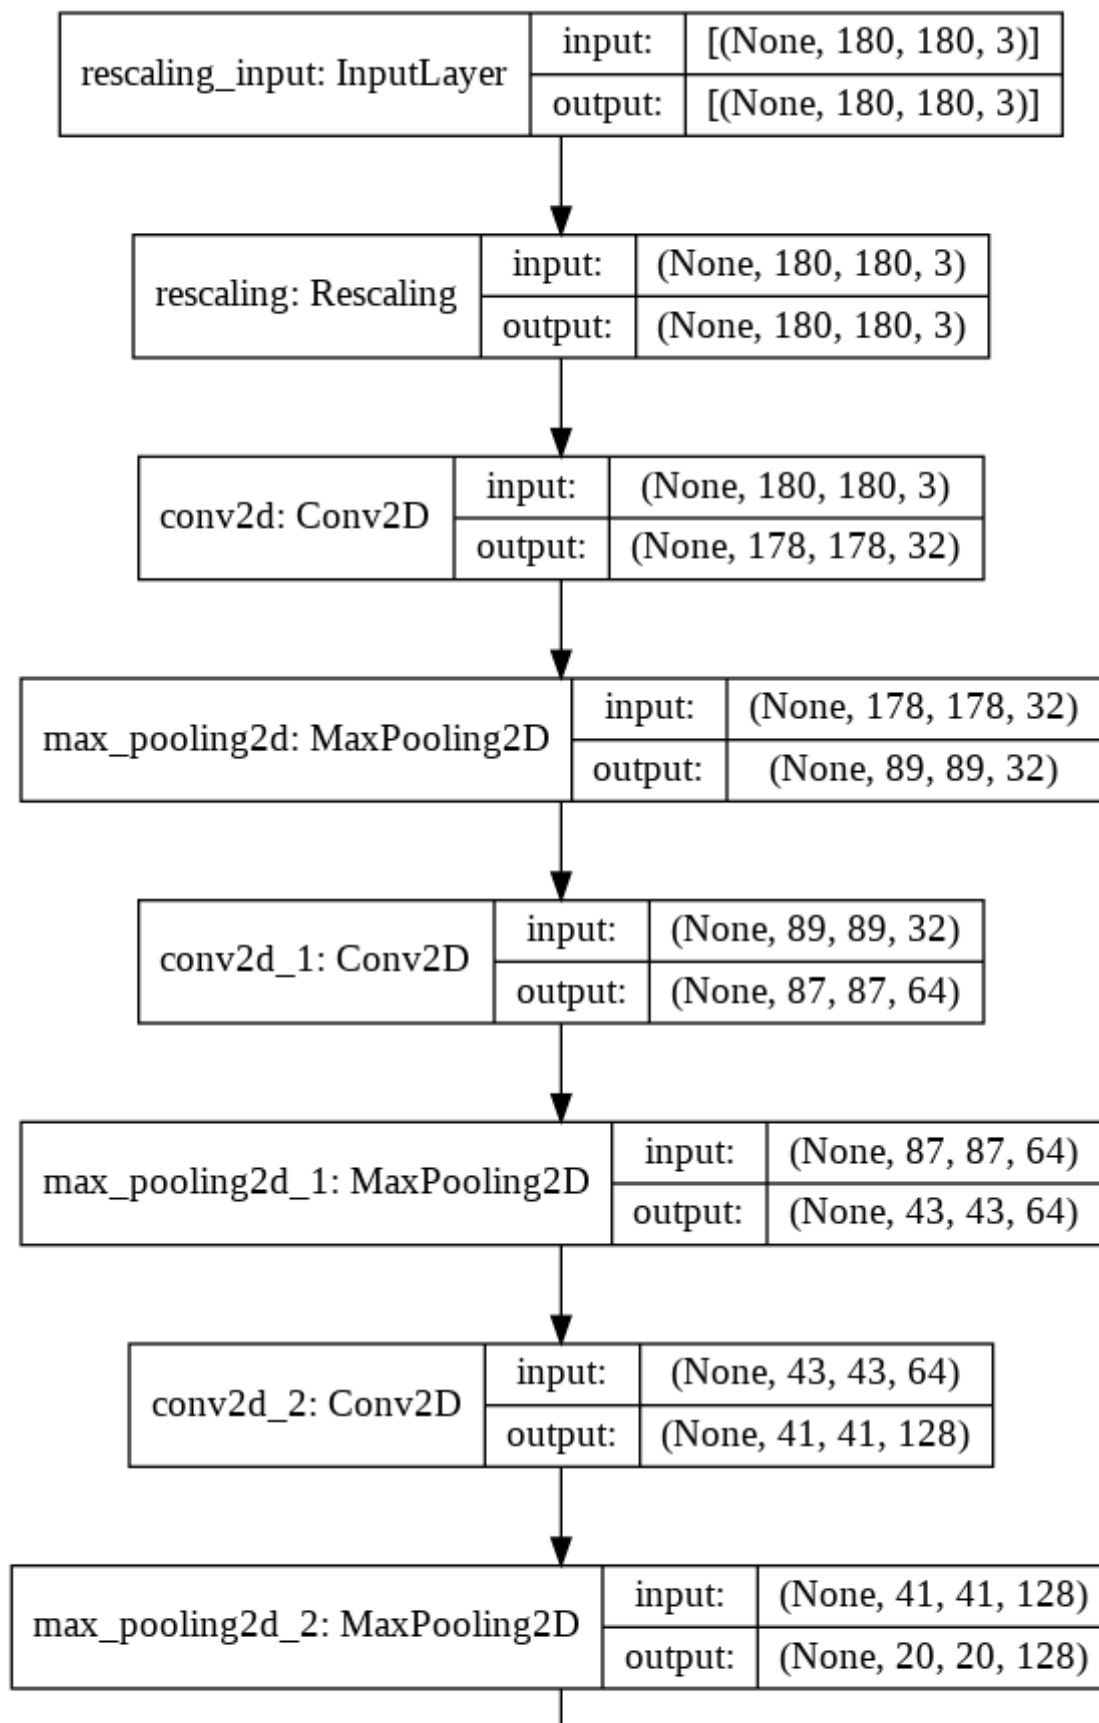 rescaling_input: InputLayer
input: [(None, 180, 180, 3)]
output: [(None, 180, 180, 3)]
rescaling: Rescaling
input: (None, 180, 180, 3)
output: (None, 180, 180, 3)
conv2d: Conv2D
input: (None, 180, 180, 3)
output: (None, 178, 178, 32)
max_pooling2d: MaxPooling2D
input: (None, 178, 178, 32)
output: (None, 89, 89, 32)
conv2d_1: Conv2D
input: (None, 89, 89, 32)
output: (None, 87, 87, 64)
max_pooling2d_1: MaxPooling2D
input: (None, 87, 87, 64)
output: (None, 43, 43, 64)
conv2d_2: Conv2D
input: (None, 43, 43, 64)
output: (None, 41, 41, 128)
max_pooling2d_2: MaxPooling2D
input: (None, 41, 41, 128)
output: (None, 20, 20, 128)